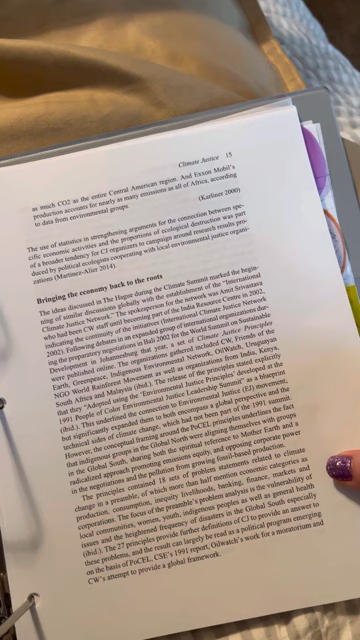 Climate Justice 15
as much CO2 as the entire Central American region. And Exxon Mobil's
production accounts for nearly as many emissions as all of Africa, according
to data from environmental groups.
(Karliner 2000)
The use of statistics in strengthening arguments for the connection between spe-
cific economic activities and the proportions of ecological destruction was part
of a broader tendency for CJ organizers to campaign around research results pro-
duced by political ecologists cooperating with local environmental justice organi-
zations (Martinez-Alier 2014).
Bringing the economy back to the roots
The ideas discussed in The Hague during the Climate Summit marked the begin-
ning of similar discussions globally with the establishment of the "International
Climate Justice Network." The spokesperson for the network was Amit Srivastava
who had been CW staff until becoming part of the India Resource Centre in 2002,
indicating the continuity of the initiatives (International Climate Justice Network
2002). Following debates in an expanded group of international organizations dur-
ing the preparatory negotiations in Bali 2002 for the World Summit on Sustainable
Development in Johannesburg that year, a set of Climate Justice Principles
were published online. The organizations gathered included CW, Friends of the
Earth, Greenpeace, Indigenous Environmental Network, OilWatch, Uruguayan
NGO World Rainforest Movement as well as organizations from India, Kenya,
South Africa and Malaysia (ibid.). The release of the principles stated explicitly
that they "Adopted using the 'Environmental Justice Principles' developed at the
1991 People of Color Environmental Justice Leadership Summit" as a blueprint
(ibid.). This underlined the connection to Environmental Justice (EJ) movement,
but significantly expanded them to both encompass a global perspective and the
technical sides of climate change, which had not been part of the 1991 summit.
However, the conceptual framing around the PoCEL principles underlines the fact
that indigenous groups in the Global North were aligning themselves with groups
in the Global South, sharing both the spiritual reference to Mother Earth and a
radicalized approach promoting commons equity, and opposing corporate power
in the negotiations and the pollution from growing fossil-based production.
The principles contained 18 sets of problem statements related to climate
change in a preamble, of which more than half mention economic categories as
production, consumption, inequity livelihoods, banking, finance, markets and
corporations. The focus of the preamble's problem analysis is the vulnerability of
local communities, women, youth, indigenous peoples as well as general health
issues and the heightened frequency of disasters in the Global South especially
(ibid.). The 27 principles provide further definitions of CJ to provide an answer to
these problems, and the result can largely be read as a political program emerging
on the basis of PoCEL, CSE's 1991 report, Oilwatch's work for a moratorium and
CW's attempt to provide a global framework.